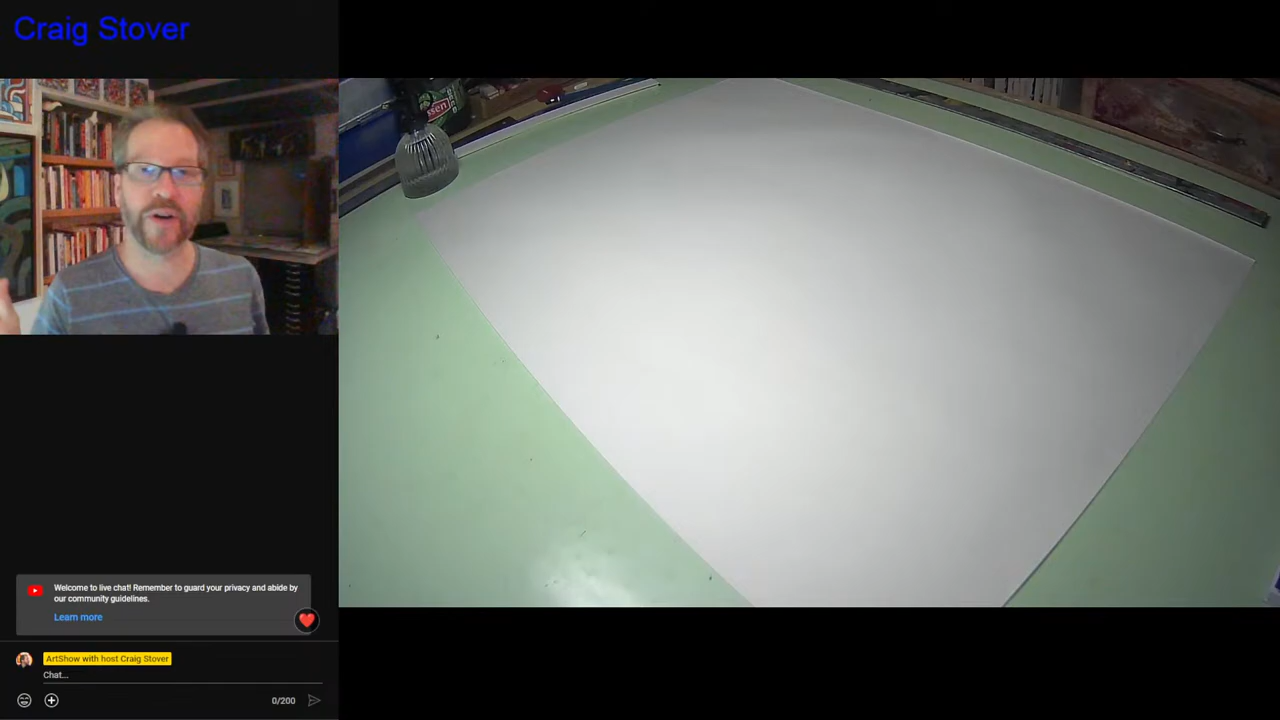 Craig Stover
Welcome to live chat! Remember to guard your privacy and abide by
our community guidelines.
Learn more
ArtShow with host Craig Stover
Chat...
0/200